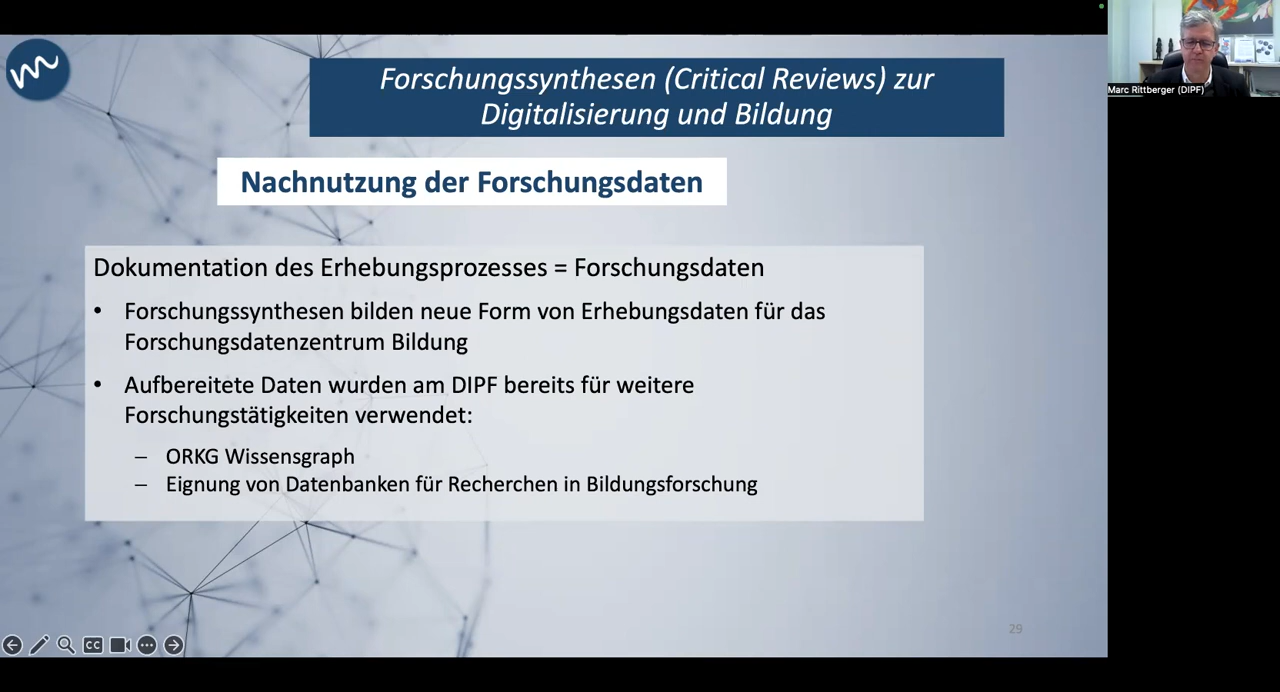 Forschungssynthesen (Critical Reviews) zur
Digitalisierung und Bildung
Marc Rittberger (DIPF)
Nachnutzung der Forschungsdaten
Dokumentation des Erhebungsprozesses = Forschungsdaten
• Forschungssynthesen bilden neue Form von Erhebungsdaten für das
Forschungsdatenzentrum Bildung
• Aufbereitete Daten wurden am DIPF bereits für weitere
Forschungstätigkeiten verwendet:
– ORKG Wissensgraph
– Eignung von Datenbanken für Recherchen in Bildungsforschung
29
CC